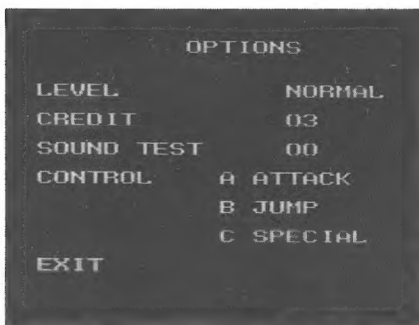 OPTIONS
LEVEL NORMAL
CREDIT 03
SOUND TEST 00
CONTROL A ATTACK
B JUMP
C SPECIAL
EXIT